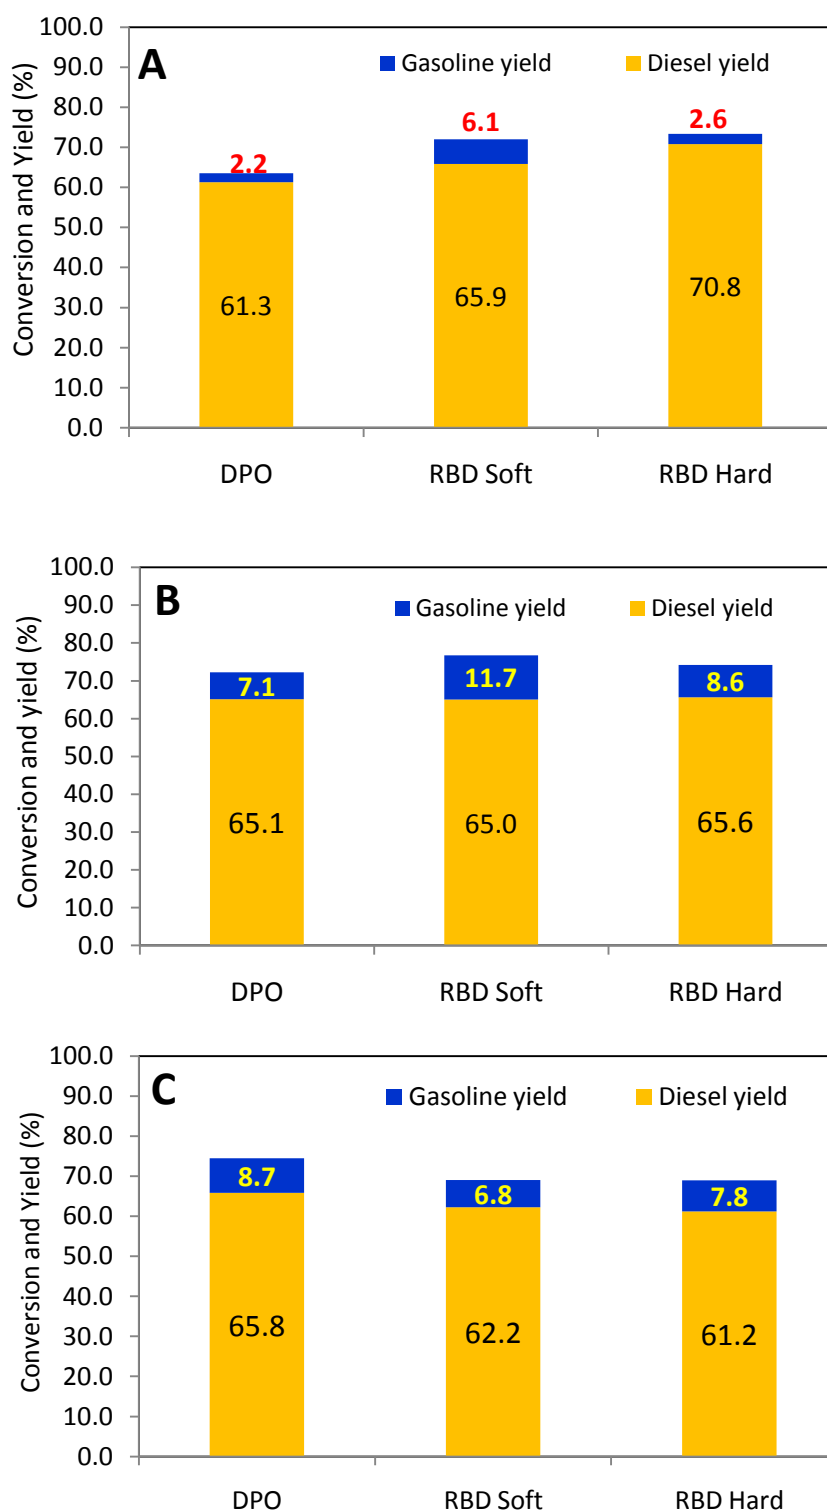 A
Gasoline yield Diesel yield
Conversion and Yield (%)
100.0
90.0
80.0
70.0
60.0
50.0
40.0
30.0
20.0
10.0
0.0
2.2 6.1 2.6
61.3 65.9 70.8
DPO RBD Soft RBD Hard
B
Gasoline yield Diesel yield
Conversion and yield (%)
100.0
90.0
80.0
70.0
60.0
50.0
40.0
30.0
20.0
10.0
0.0
7.1 11.7 8.6
65.1 65.0 65.6
DPO RBD Soft RBD Hard
C
Gasoline yield Diesel yield
Conversion and Yield (%)
100.0
90.0
80.0
70.0
60.0
50.0
40.0
30.0
20.0
10.0
0.0
8.7 6.8 7.8
65.8 62.2 61.2
DPO RBD Soft RBD Hard